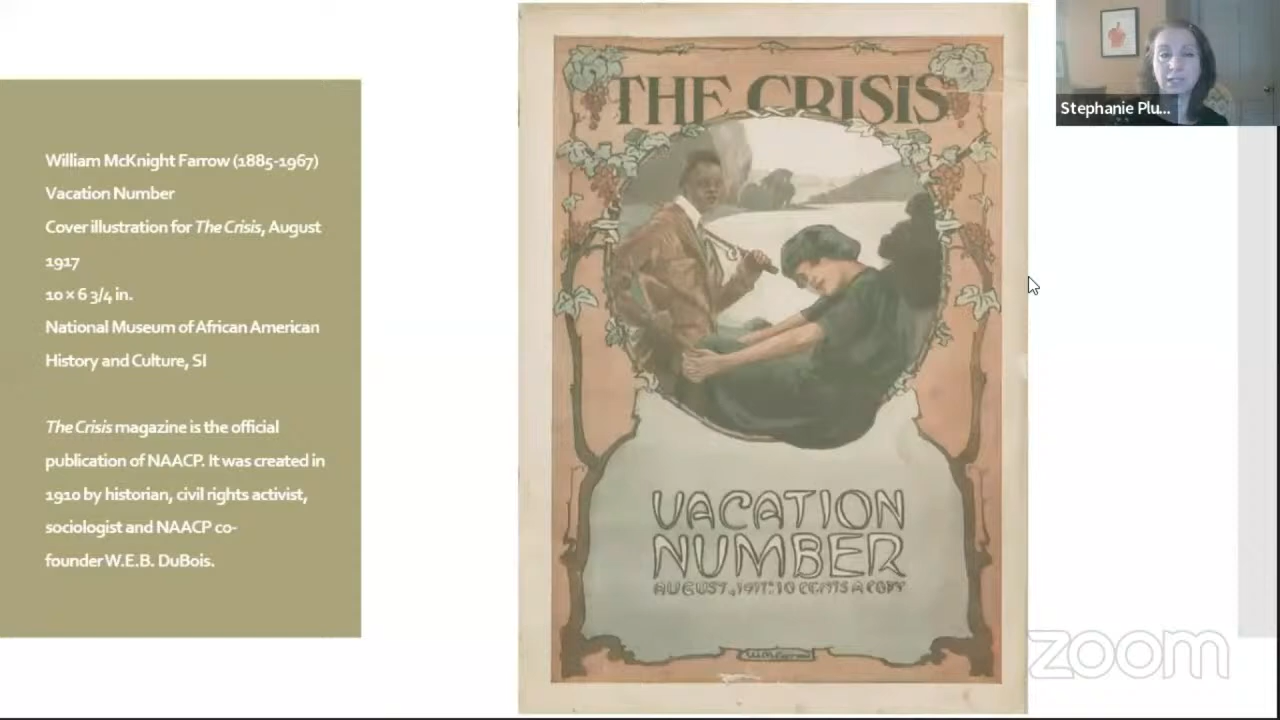 William McKnight Farrow (1885-1967)
Vacation Number
Cover illustration for The Crisis, August
1917
10 × 6 3/4 in.
National Museum of African American
History and Culture, SI
The Crisis magazine is the official
publication of NAACP. It was created in
1910 by historian, civil rights activist,
sociologist and NAACP co-
founder W.E.B. DuBois.
THE CRISIS
VACATION
NUMBER
AUGUST, 1917: 10 CENTS A COPY
Stephanie Plu...
zoom